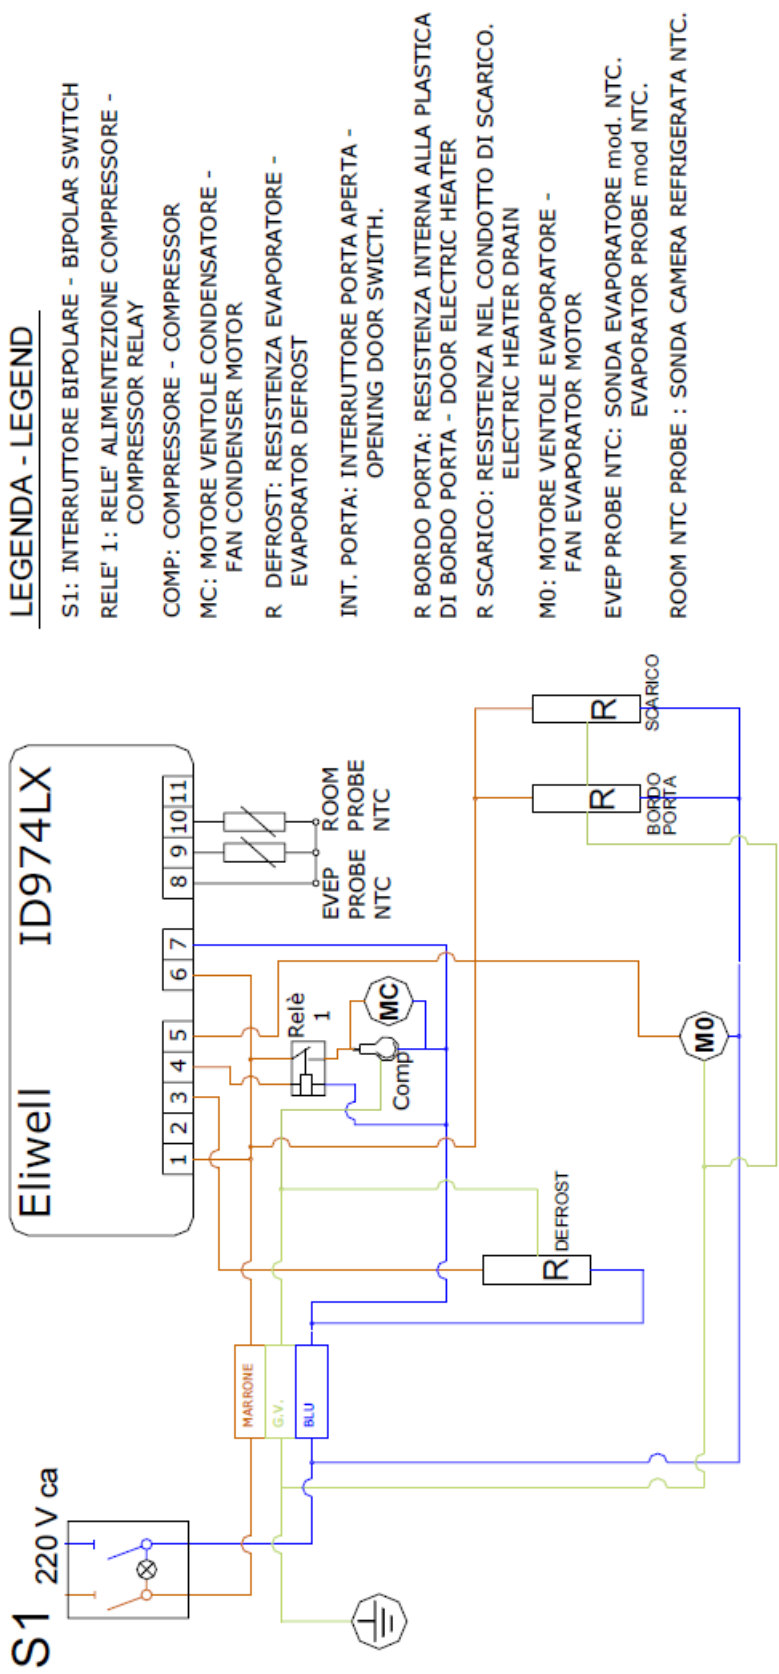 S1
220 V ca
MARRONE
G.V.
BLU
Eliwell ID974LX
1 2 3 4 5 6 7 8 9 10 11
Relè
1
Comp
MC
EVEP
PROBE
NTC
ROOM
PROBE
NTC
R
DEFROST
M0
R
BORDO
PORTA
R
SCARICO
LEGENDA - LEGEND
S1: INTERRUTTORE BIPOLARE - BIPOLAR SWITCH
RELE' 1: RELE' ALIMENTEZIONE COMPRESSORE -
COMPRESSOR RELAY
COMP: COMPRESSORE - COMPRESSOR
MC: MOTORE VENTOLE CONDENSATORE -
FAN CONDENSER MOTOR
R DEFROST: RESISTENZA EVAPORATORE -
EVAPORATOR DEFROST
INT. PORTA: INTERRUTTORE PORTA APERTA -
OPENING DOOR SWICTH.
R BORDO PORTA: RESISTENZA INTERNA ALLA PLASTICA
DI BORDO PORTA - DOOR ELECTRIC HEATER
R SCARICO: RESISTENZA NEL CONDOTTO DI SCARICO.
ELECTRIC HEATER DRAIN
M0: MOTORE VENTOLE EVAPORATORE -
FAN EVAPORATOR MOTOR
EVEP PROBE NTC: SONDA EVAPORATORE mod. NTC.
EVAPORATOR PROBE mod NTC.
ROOM NTC PROBE : SONDA CAMERA REFRIGERATA NTC.